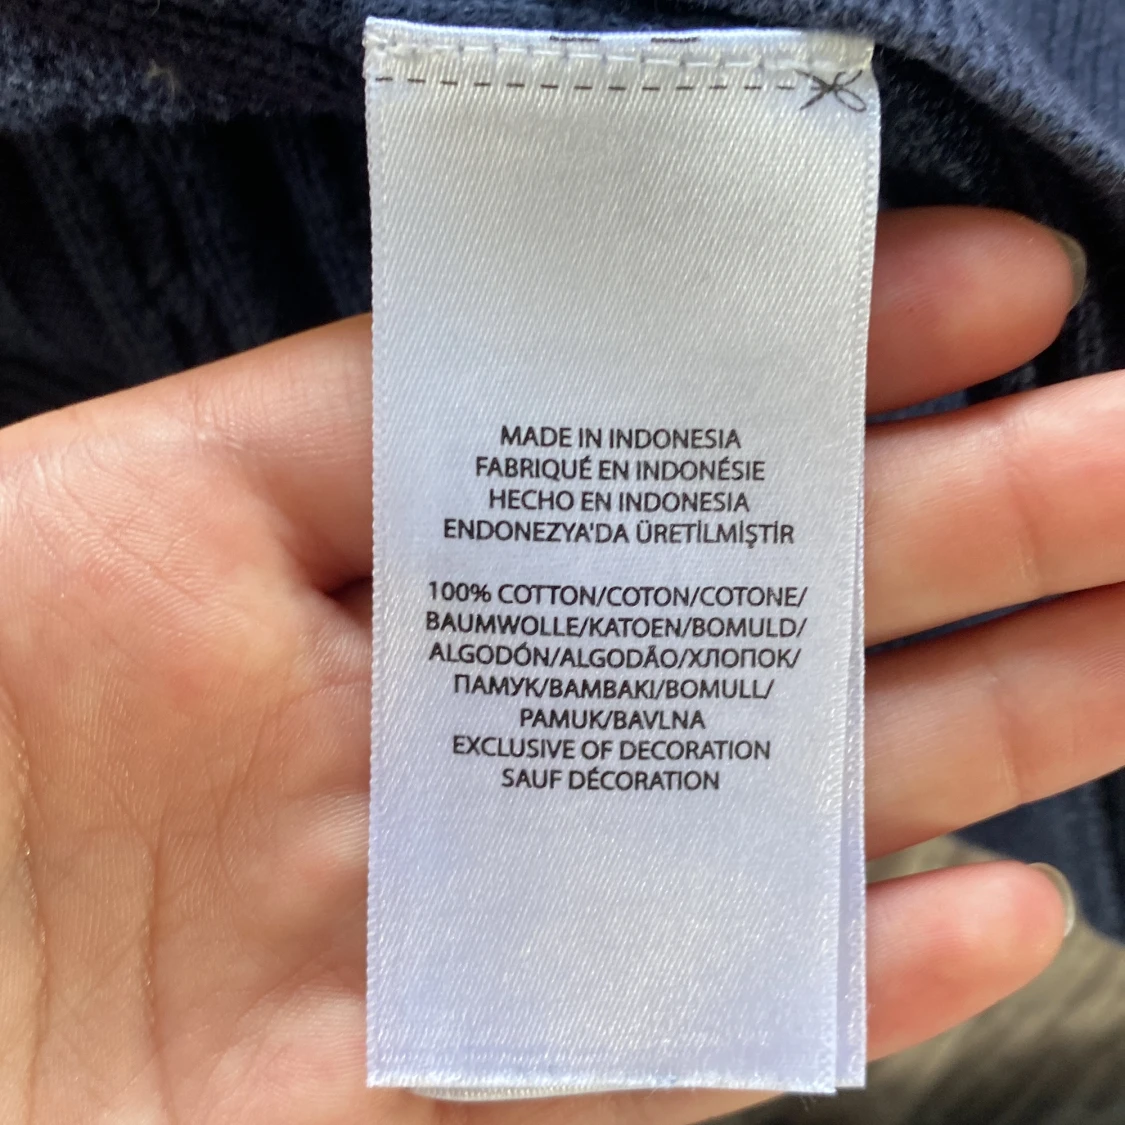 MADE IN INDONESIA
FABRIQUÉ EN INDONÉSIE
HECHO EN INDONESIA
ENDONEZYA'DA ÜRETİLMİŞTİR
100% COTTON/COTON/COTONE/
BAUMWOLLE/KATOEN/BOMULD/
ALGODÓN/ALGODÃO/ХЛОПОК/
ПАМУК/BAMBAKI/BOMULL/
PAMUK/BAVLNA
EXCLUSIVE OF DECORATION
SAUF DÉCORATION